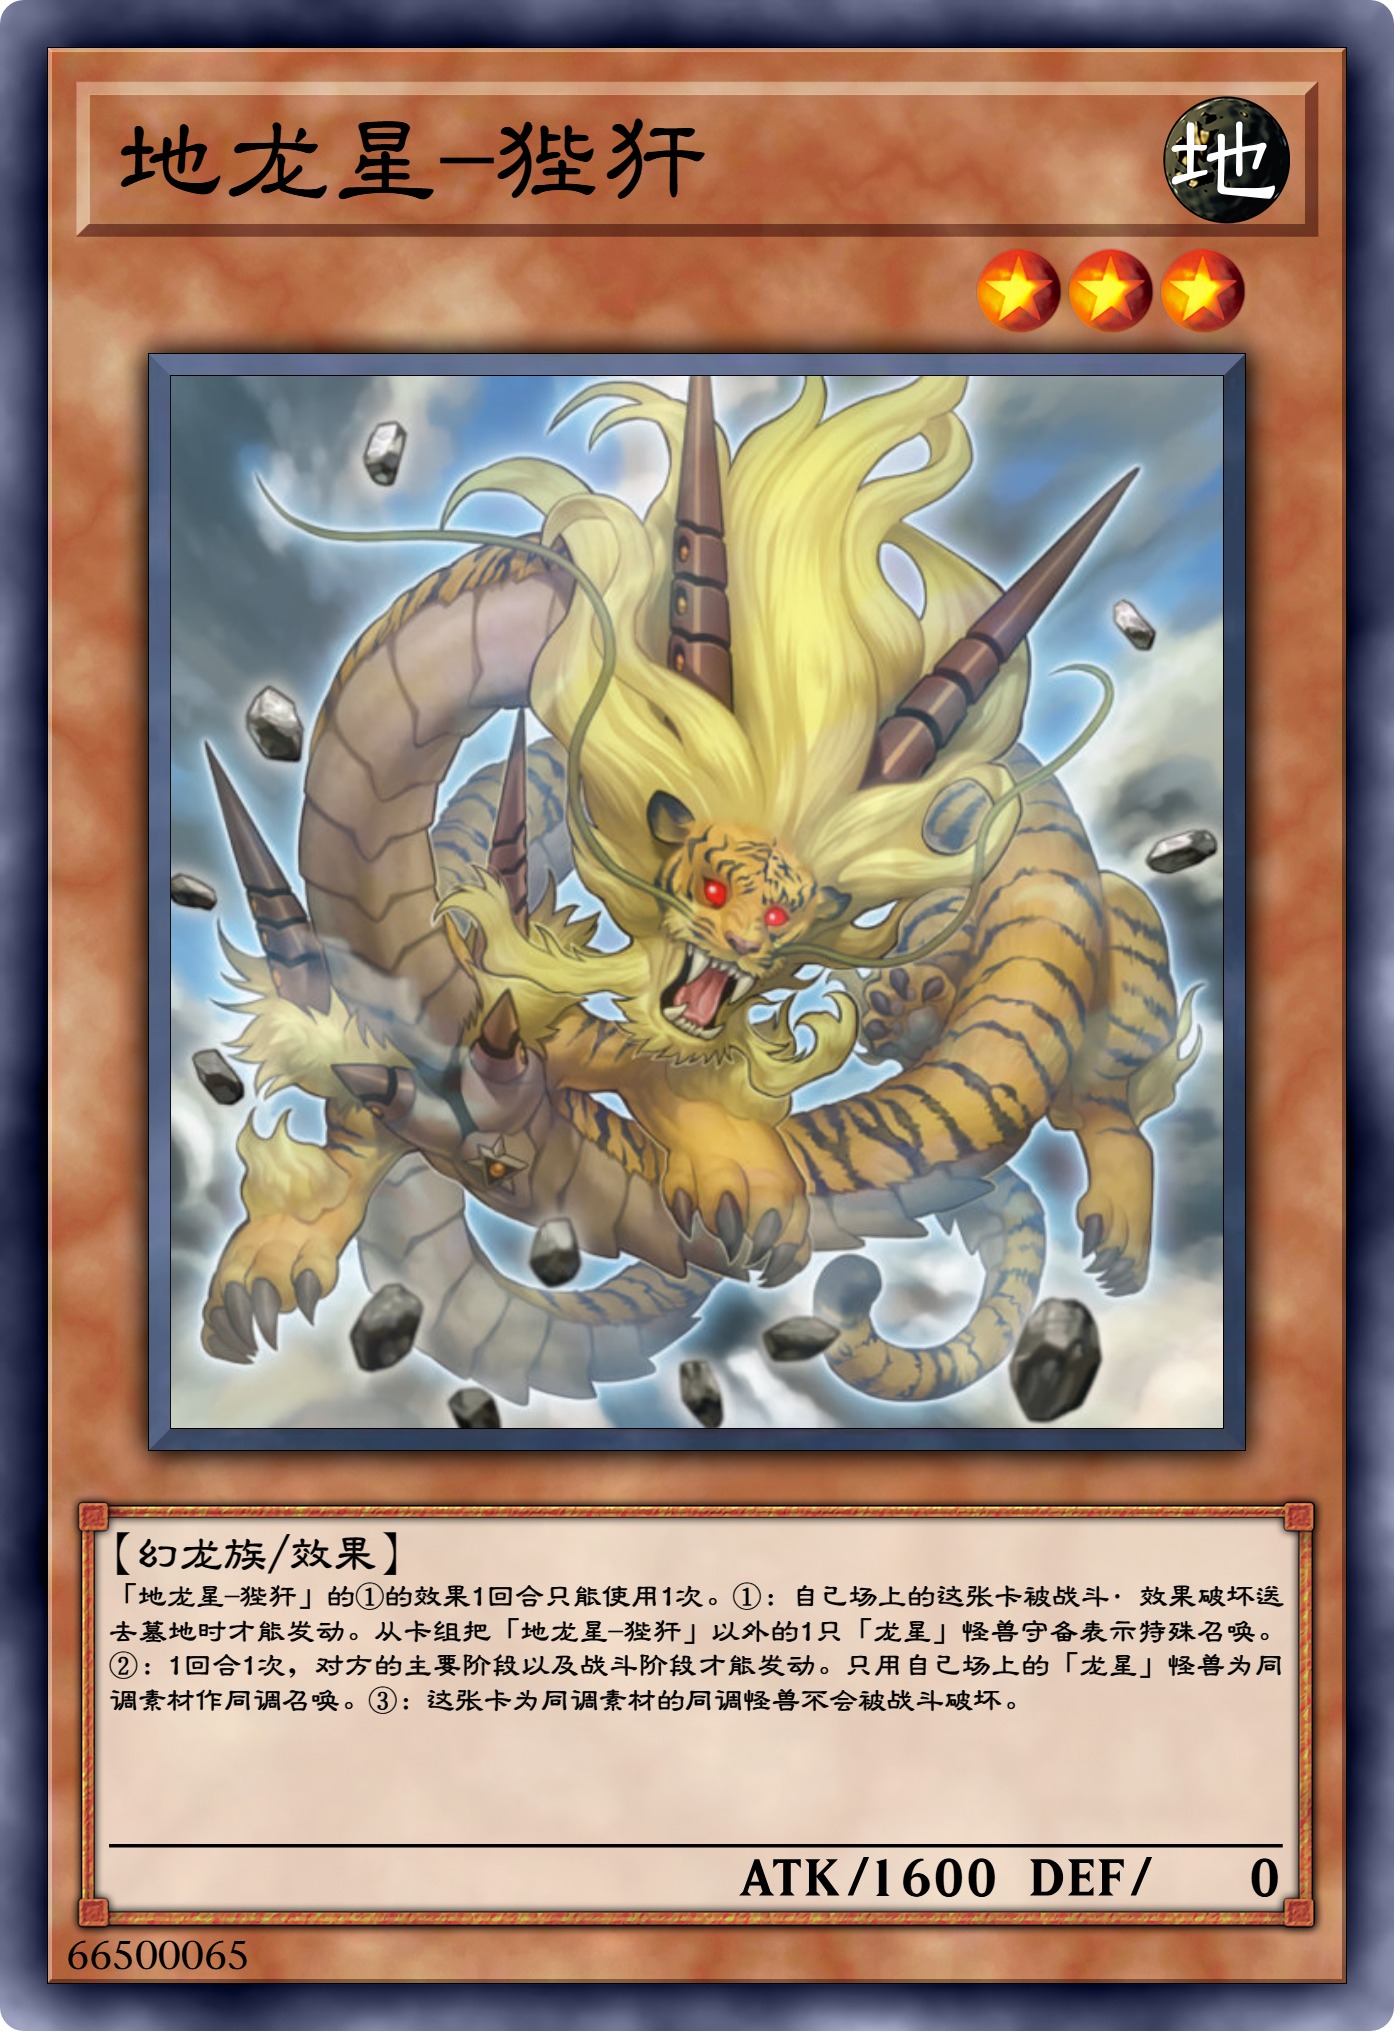 地龙星-狴犴
地
【幻龙族/效果】
「地龙星-狴犴」的①的效果1回合只能使用1次。①：自己场上的这张卡被战斗·效果破坏送
去墓地时才能发动。从卡组把「地龙星-狴犴」以外的1只「龙星」怪兽守备表示特殊召唤。
②：1回合1次，对方的主要阶段以及战斗阶段才能发动。只用自己场上的「龙星」怪兽为同
调素材作同调召唤。③：这张卡为同调素材的同调怪兽不会被战斗破坏。
ATK/1600 DEF/ 0
66500065